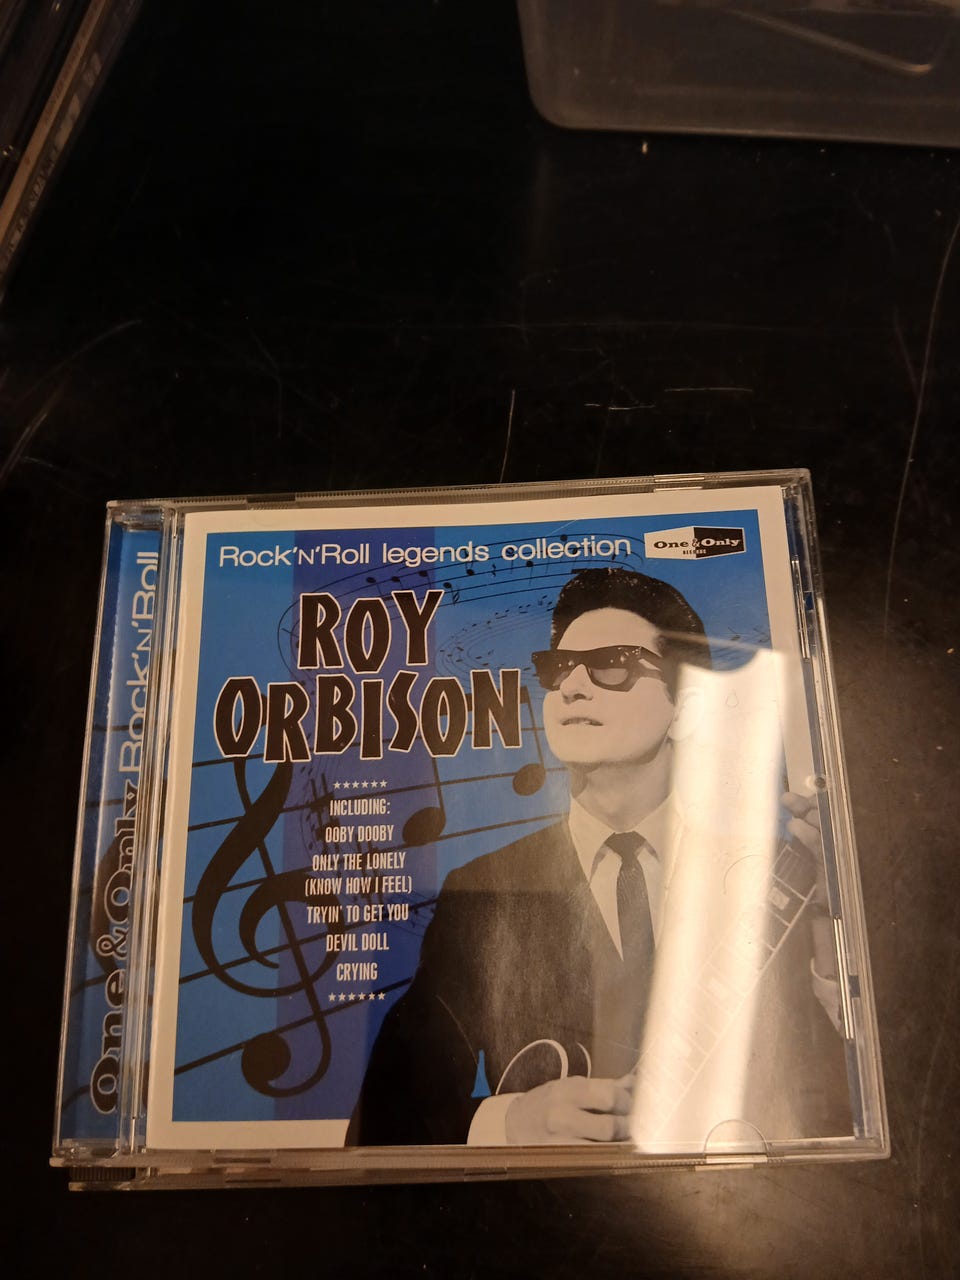 Rock'N'Roll legends collection
One & Only
RECORDS
ROY
ORBISON
INCLUDING:
OOBY DOOBY
ONLY THE LONELY
(KNOW HOW I FEEL)
TRYIN' TO GET YOU
DEVIL DOLL
CRYING
One & Only Rock'N'Roll